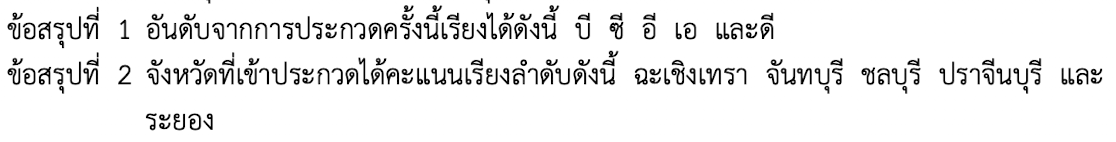 ข้อสรุปที่ 1 อันดับจากการประกวดครั้งนี้เรียงได้ดังนี้ บี ซี อี เอ และดี
ข้อสรุปที่ 2 จังหวัดที่เข้าประกวดได้คะแนนเรียงลำดับดังนี้ ฉะเชิงเทรา จันทบุรี ชลบุรี ปราจีนบุรี และ
ระยอง